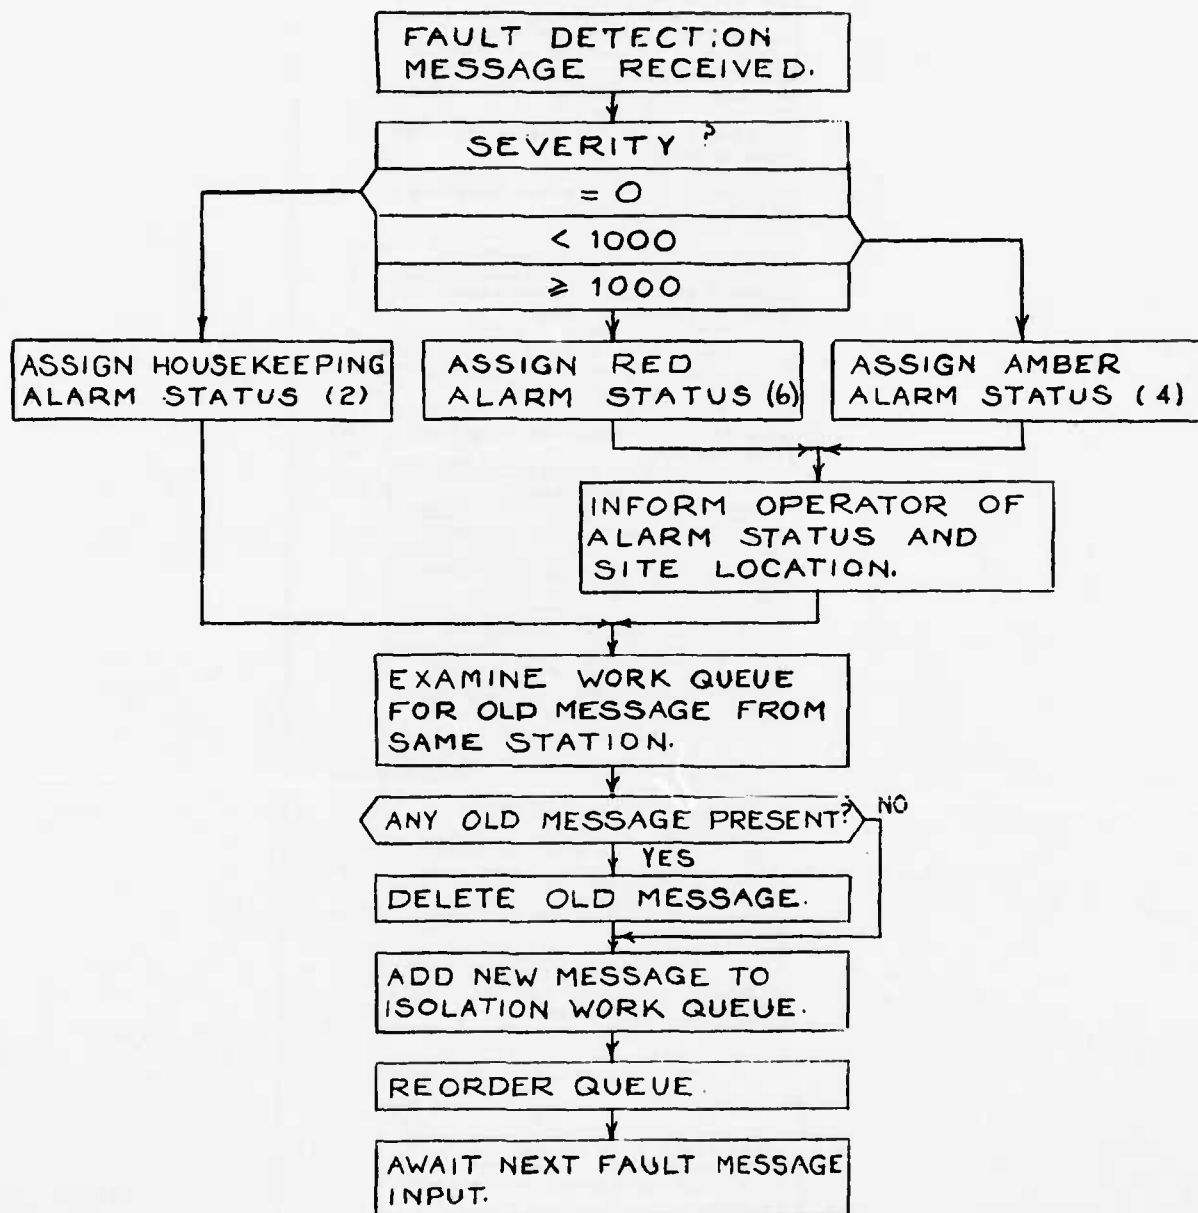 FAULT DETECTION
MESSAGE RECEIVED.
SEVERITY ?
= 0
< 1000
≥ 1000
ASSIGN HOUSEKEEPING
ALARM STATUS (2)
ASSIGN RED
ALARM STATUS (6)
ASSIGN AMBER
ALARM STATUS (4)
INFORM OPERATOR OF
ALARM STATUS AND
SITE LOCATION.
EXAMINE WORK QUEUE
FOR OLD MESSAGE FROM
SAME STATION.
ANY OLD MESSAGE PRESENT?
NO
YES
DELETE OLD MESSAGE.
ADD NEW MESSAGE TO
ISOLATION WORK QUEUE.
REORDER QUEUE.
AWAIT NEXT FAULT MESSAGE
INPUT.